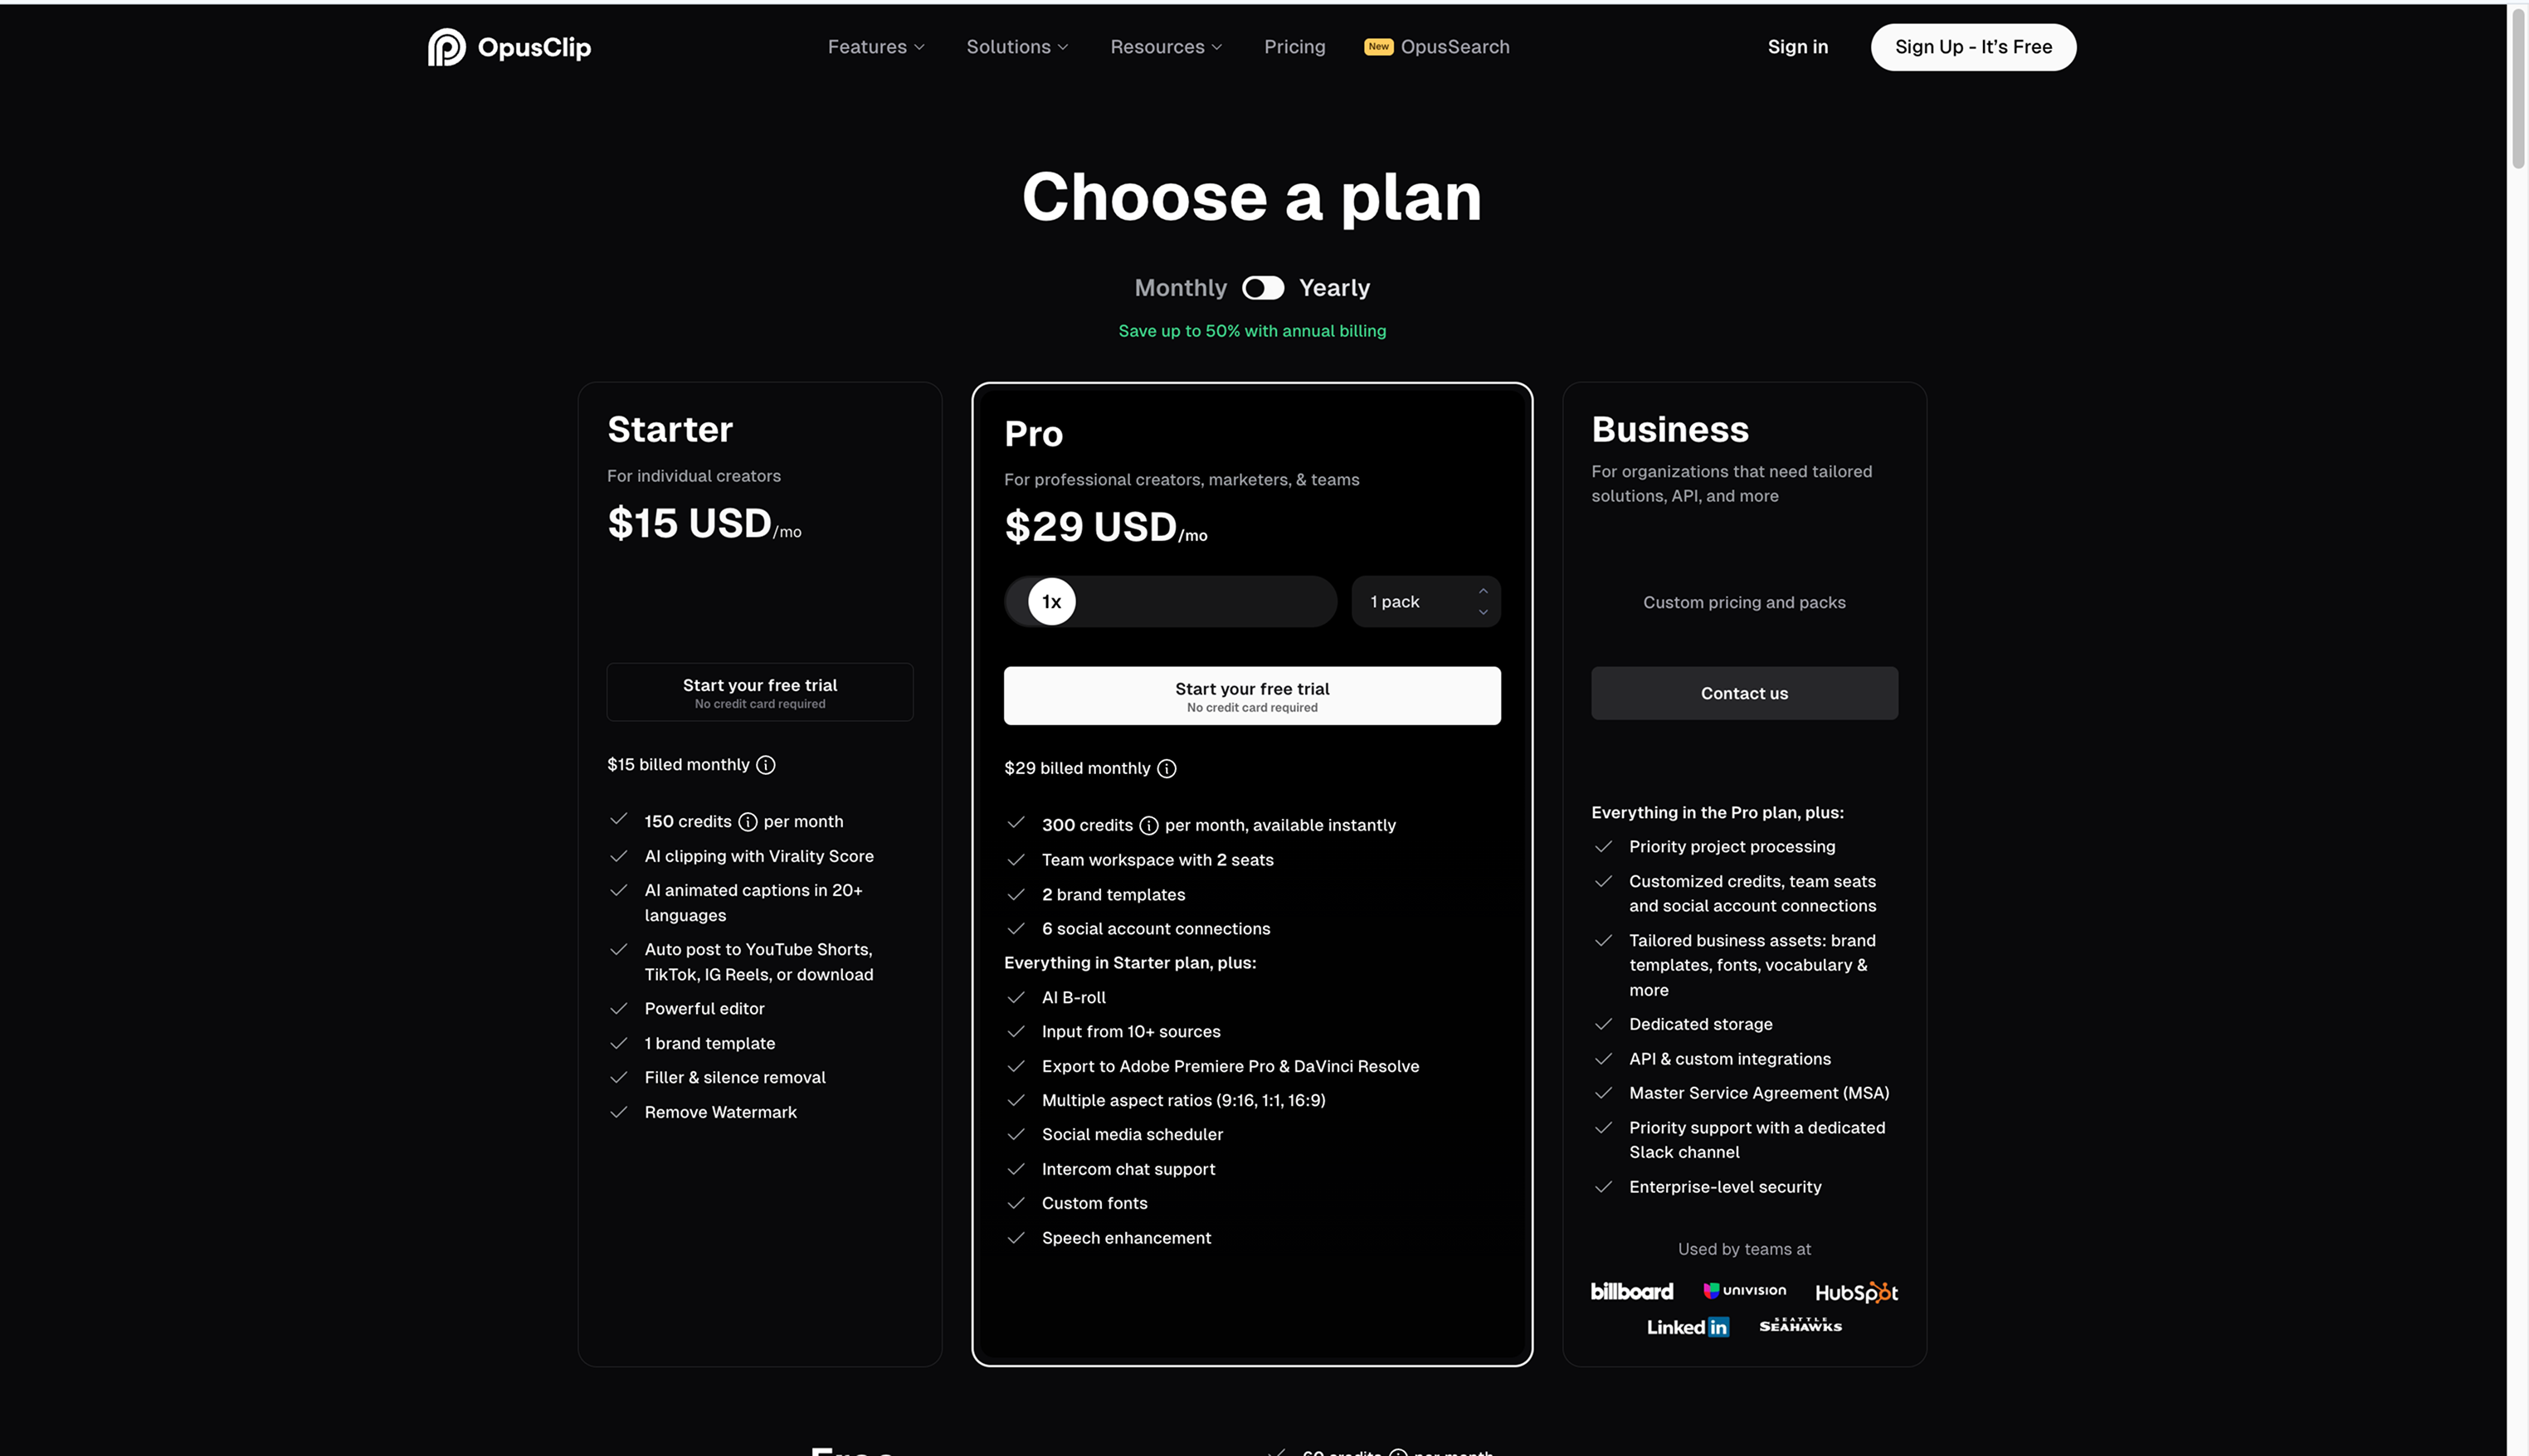 OpusClip
Features
Solutions
Resources
Pricing
New OpusSearch
Sign in
Sign Up - It’s Free
Choose a plan
Monthly
Yearly
Save up to 50% with annual billing
Starter
For individual creators
$15 USD/mo
Start your free trial
No credit card required
$15 billed monthly
150 credits per month
AI clipping with Virality Score
AI animated captions in 20+
languages
Auto post to YouTube Shorts,
TikTok, IG Reels, or download
Powerful editor
1 brand template
Filler & silence removal
Remove Watermark
Pro
For professional creators, marketers, & teams
$29 USD/mo
1x
1 pack
Start your free trial
No credit card required
$29 billed monthly
300 credits per month, available instantly
Team workspace with 2 seats
2 brand templates
6 social account connections
Everything in Starter plan, plus:
AI B-roll
Input from 10+ sources
Export to Adobe Premiere Pro & DaVinci Resolve
Multiple aspect ratios (9:16, 1:1, 16:9)
Social media scheduler
Intercom chat support
Custom fonts
Speech enhancement
Business
For organizations that need tailored
solutions, API, and more
Custom pricing and packs
Contact us
Everything in the Pro plan, plus:
Priority project processing
Customized credits, team seats
and social account connections
Tailored business assets: brand
templates, fonts, vocabulary &
more
Dedicated storage
API & custom integrations
Master Service Agreement (MSA)
Priority support with a dedicated
Slack channel
Enterprise-level security
Used by teams at
billboard
univision
HubSpot
Linked in
SEATTLE
SEAHAWKS
Free
60 credits per month